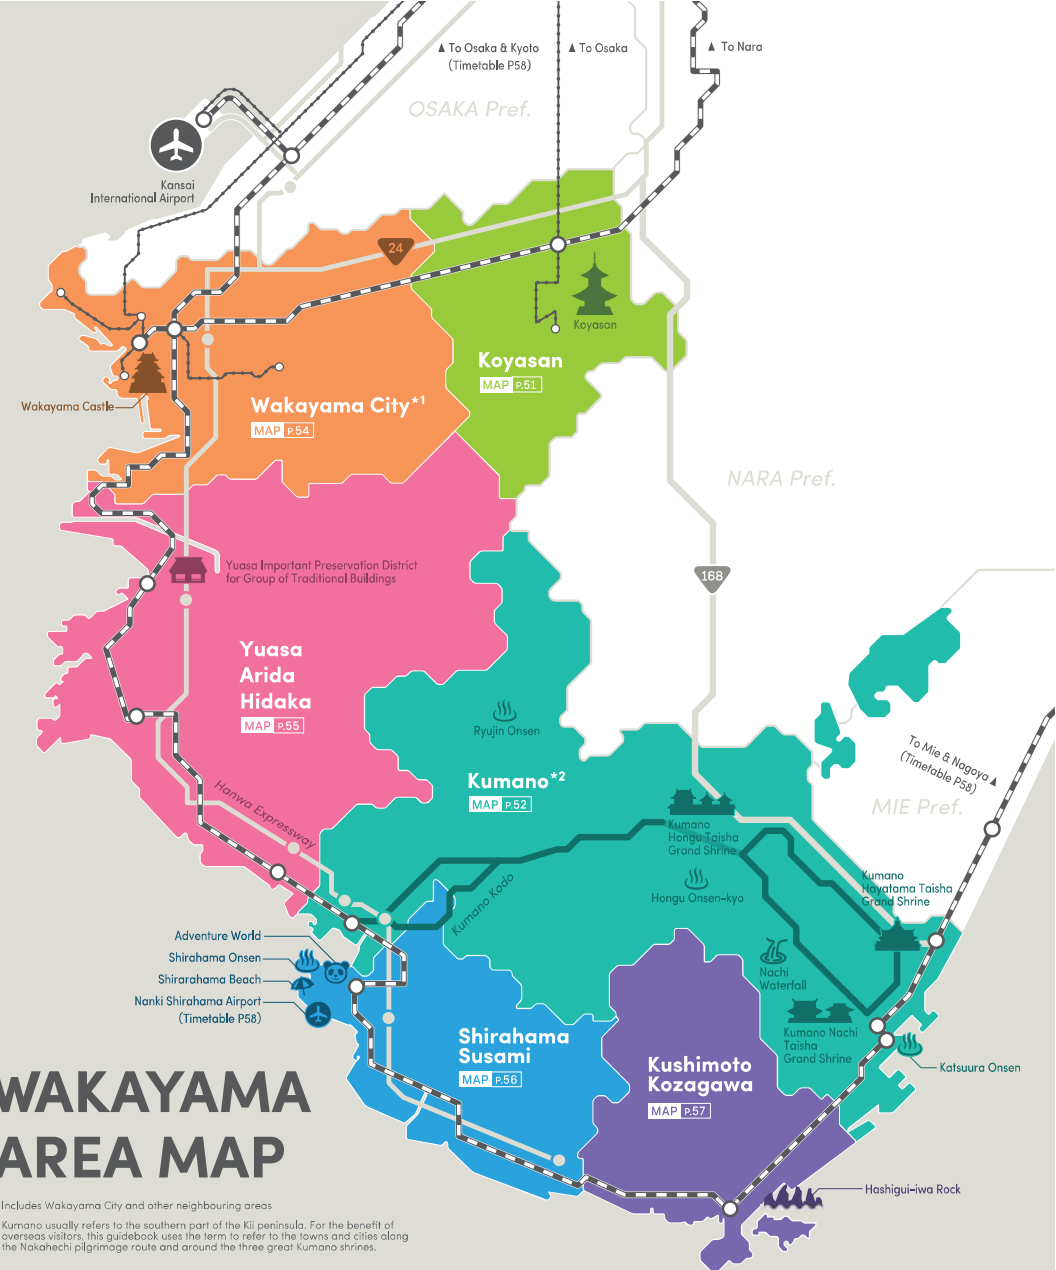 To Osaka & Kyoto
(Timetable P58)
To Osaka
To Nara
OSAKA Pref.
Kansai
International Airport
24
Koyasan
Koyasan
MAP P.51
Wakayama City*1
MAP P.54
Wakayama Castle
NARA Pref.
Yuasa Important Preservation District
for Group of Traditional Buildings
168
Yuasa
Arida
Hidaka
MAP P.55
Ryujin Onsen
To Mie & Nagoya
(Timetable P58)
Kumano*2
MAP P.52
MIE Pref.
Hanwa Expressway
Kumano
Hongu Taisha
Grand Shrine
Kumano
Hayatama Taisha
Grand Shrine
Hongu Onsen-kyo
Kumano Kodo
Adventure World
Shirahama Onsen
Shirarahama Beach
Nanki Shirahama Airport
(Timetable P58)
Nachi
Waterfall
Kumano Nachi
Taisha
Grand Shrine
Shirahama
Susami
MAP P.56
Kushimoto
Kozagawa
MAP P.57
Katsuura Onsen
Hashigui-iwa Rock
WAKAYAMA
AREA MAP
Includes Wakayama City and other neighbouring areas
Kumano usually refers to the southern part of the Kii peninsula. For the benefit of
overseas visitors, this guidebook uses the term to refer to the towns and cities along
the Nakahechi pilgrimage route and around the three great Kumano shrines.